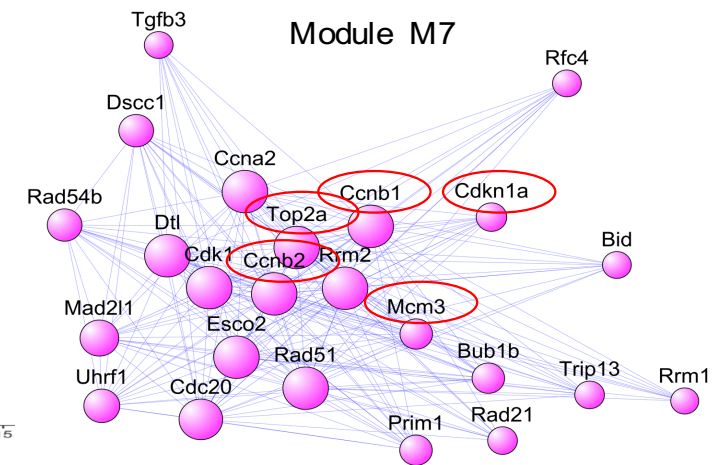 Tgfb3
Module M7
Rfc4
Dscc1
Ccna2
Ccnb1
Cdkn1a
Rad54b
Top2a
Dtl
Bid
Cdk1
Ccnb2
Rrm2
Mad2l1
Mcm3
Esco2
Rad51
Bub1b
Uhrf1
Cdc20
Trip13
Rrm1
Prim1
Rad21